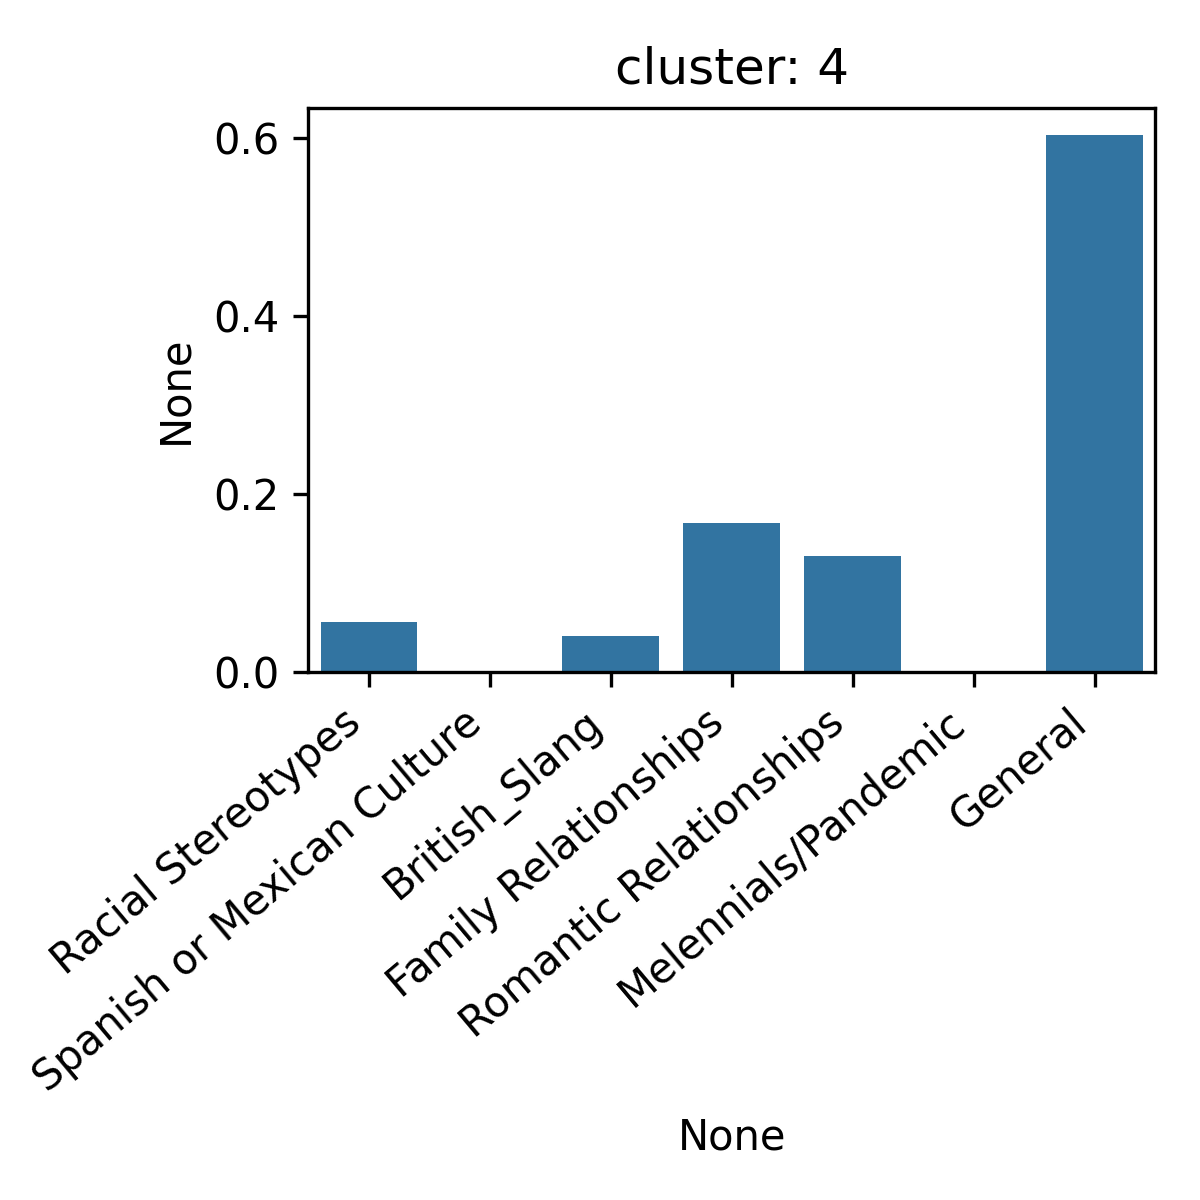 cluster: 4
0.6
0.4
0.2
0.0
None
Racial Stereotypes
Spanish or Mexican Culture
British_Slang
Family Relationships
Romantic Relationships
Melennials/Pandemic
General
None